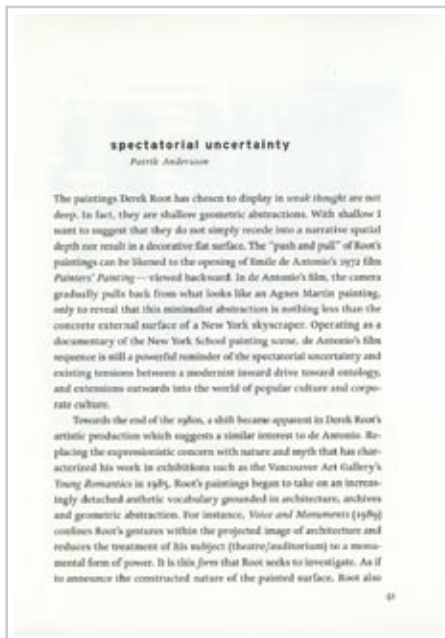 spectatorial uncertainty
Patrik Andersson
The paintings Derek Root has chosen to display in weak thought are not
deep. In fact, they are shallow geometric abstractions. With shallow I
want to suggest that they do not simply recede into a narrative spatial
depth nor result in a decorative flat surface. The "push and pull" of Root's
paintings can be likened to the opening of Emile de Antonio's 1972 film
Painters' Painting—viewed backward. In de Antonio's film, the camera
gradually pulls back from what looks like an Agnes Martin painting,
only to reveal that this minimalist abstraction is nothing less than the
concrete external surface of a New York skyscraper. Operating as a
documentary of the New York School painting scene, de Antonio's film
sequence is still a powerful reminder of the spectatorial uncertainty and
existing tensions between a modernist inward drive toward ontology,
and extensions outwards into the world of popular culture and corpo-
rate culture.
Towards the end of the 1980s, a shift became apparent in Derek Root's
artistic production which suggests a similar interest to de Antonio. Re-
placing the expressionistic concern with nature and myth that has char-
acterized his work in exhibitions such as the Vancouver Art Gallery's
Young Romantics in 1985, Root's paintings began to take on an increas-
ingly detached aesthetic vocabulary grounded in architecture, archives
and geometric abstraction. For instance, Voice and Monuments (1989)
confines Root's gestures within the projected image of architecture and
reduces the treatment of his subject (theatre/auditorium) to a monu-
mental form of power. It is this form that Root seeks to investigate. As if
to announce the constructed nature of the painted surface, Root also